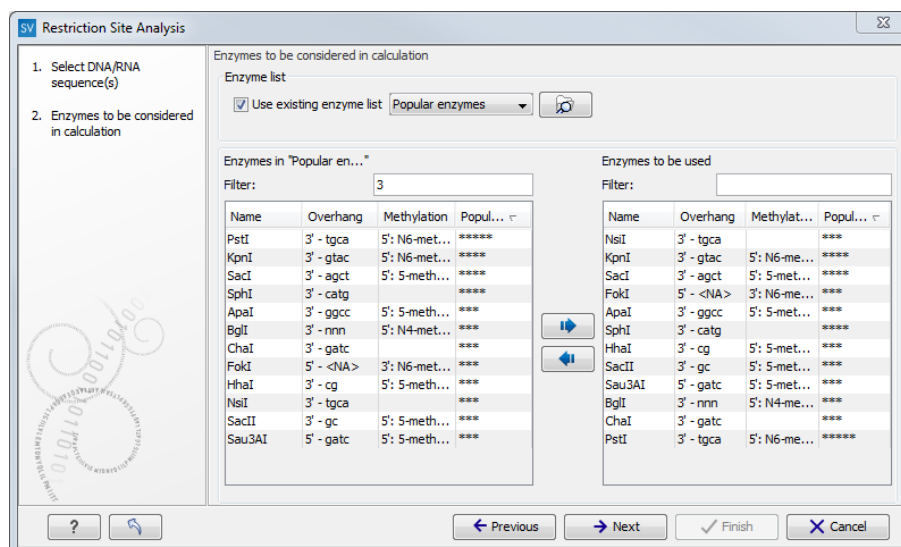 SV Restriction Site Analysis
1. Select DNA/RNA
sequence(s)
2. Enzymes to be considered
in calculation
Enzymes to be considered in calculation
Enzyme list
Use existing enzyme list Popular enzymes
Enzymes in "Popular en..."
Filter: 3
Name Overhang Methylation Popul...
PstI 3' - tgca 5': N6-met... *****
KpnI 3' - gtac 5': N6-met... ****
SacI 3' - agct 5': 5-meth... ****
SphI 3' - catg ****
ApaI 3' - ggcc 5': 5-meth... ***
BglI 3' - nnn 5': N4-met... ***
ChaI 3' - gatc ***
FokI 5' - <NA> 3': N6-met... ***
HhaI 3' - cg 5': 5-meth... ***
NsiI 3' - tgca ***
SacII 3' - gc 5': 5-meth... ***
Sau3AI 5' - gatc 5': 5-meth... ***
Enzymes to be used
Filter:
Name Overhang Methylat... Popul...
NsiI 3' - tgca ***
KpnI 3' - gtac 5': N6-me... ****
SacI 3' - agct 5': 5-met... ****
FokI 5' - <NA> 3': N6-me... ***
ApaI 3' - ggcc 5': 5-met... ***
SphI 3' - catg ****
HhaI 3' - cg 5': 5-met... ***
SacII 3' - gc 5': 5-met... ***
Sau3AI 5' - gatc 5': 5-met... ***
BglI 3' - nnn 5': N4-me... ***
ChaI 3' - gatc ***
PstI 3' - tgca 5': N6-me... *****
? Previous Next Finish Cancel